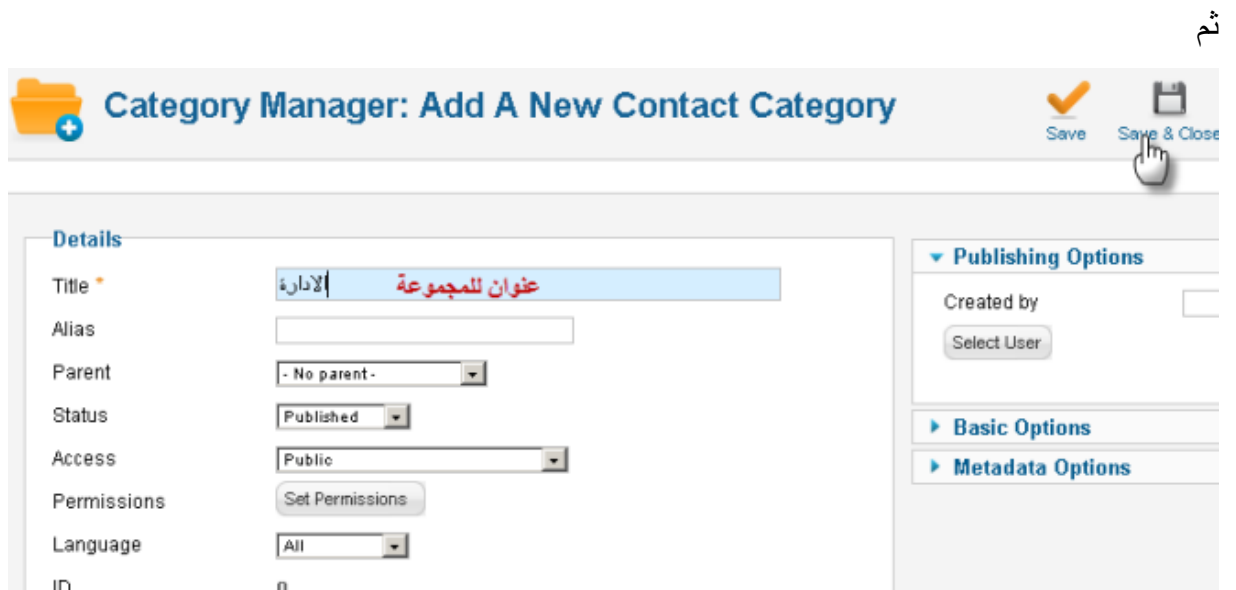 ثم
Category Manager: Add A New Contact Category
Save
Save & Close
Details
Title *
الادارة
عنوان للمجموعة
Alias
Parent
- No parent -
Status
Published
Access
Public
Permissions
Set Permissions
Language
All
ID
0
Publishing Options
Created by
Select User
Basic Options
Metadata Options